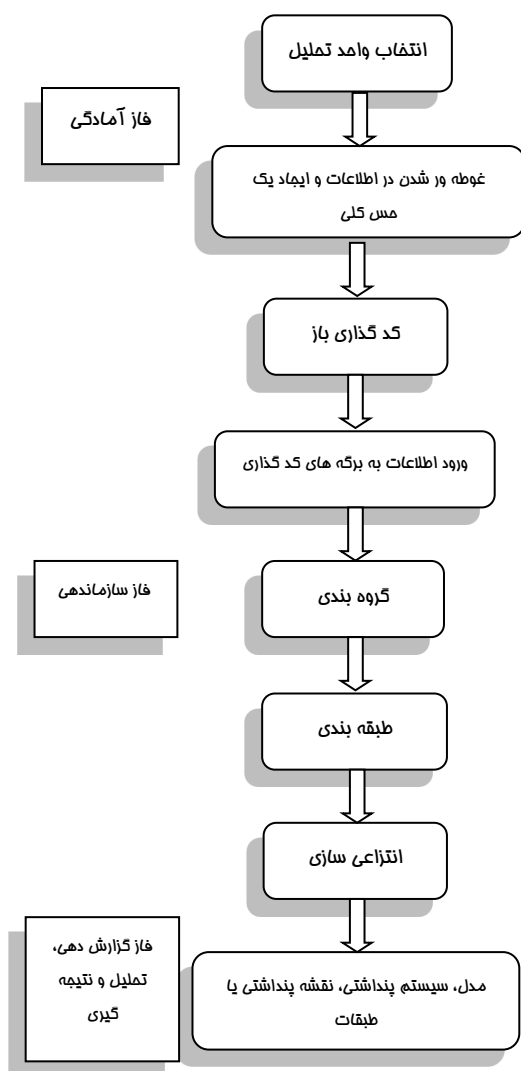 انتخاب واحد تحلیل
فاز آمادگی
غوطه ور شدن در اطلاعات و ایجاد یک
حس کلی
کد گذاری باز
ورود اطلاعات به برگه های کد گذاری
گروه بندی
فاز سازماندهی
طبقه بندی
انتزاعی سازی
فاز گزارش دهی،
تحلیل و نتیجه
گیری
مدل، سیستم پنداشتی، نقشه پنداشتی یا
طبقات